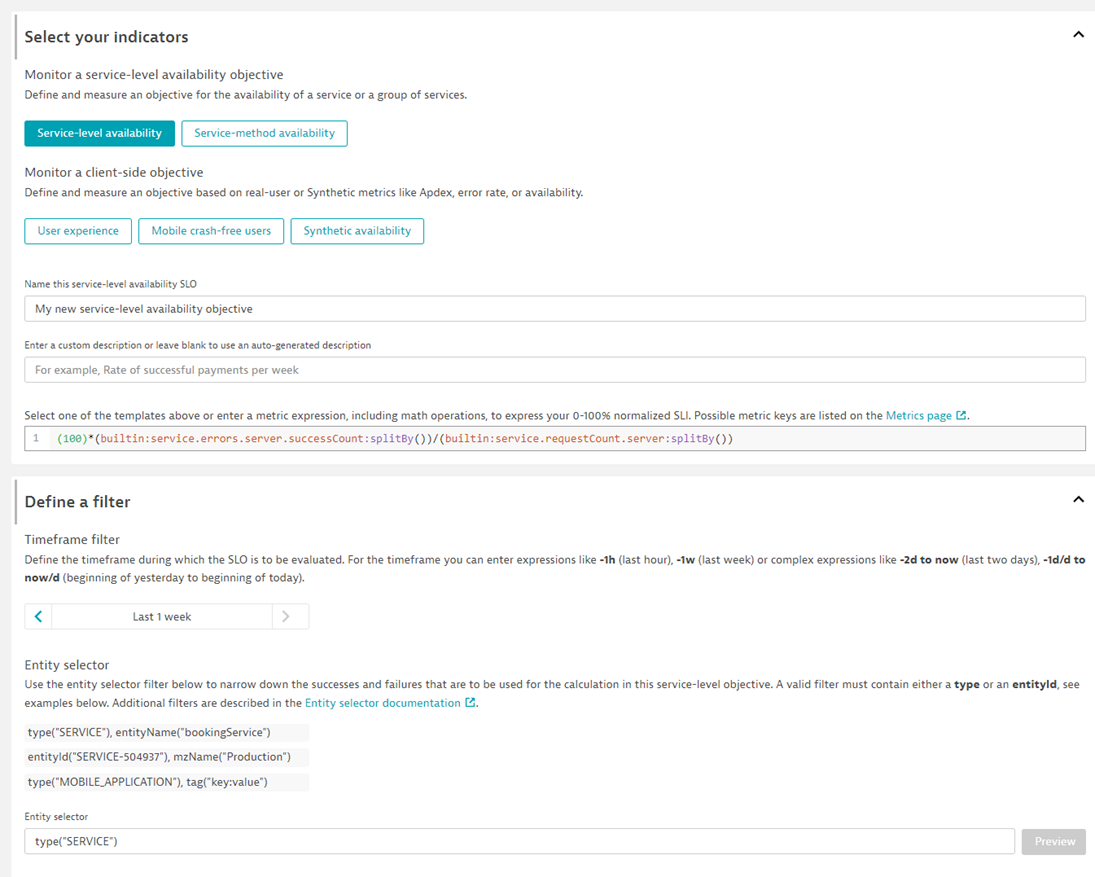 Select your indicators
Monitor a service-level availability objective
Define and measure an objective for the availability of a service or a group of services.
Service-level availability Service-method availability
Monitor a client-side objective
Define and measure an objective based on real-user or Synthetic metrics like Apdex, error rate, or availability.
User experience Mobile crash-free users Synthetic availability
Name this service-level availability SLO
My new service-level availability objective
Enter a custom description or leave blank to use an auto-generated description
For example, Rate of successful payments per week
Select one of the templates above or enter a metric expression, including math operations, to express your 0-100% normalized SLI. Possible metric keys are listed on the Metrics page.
1 (100)*(builtin:service.errors.server.successCount:splitBy())/(builtin:service.requestCount.server:splitBy())
Define a filter
Timeframe filter
Define the timeframe during which the SLO is to be evaluated. For the timeframe you can enter expressions like -1h (last hour), -1w (last week) or complex expressions like -2d to now (last two days), -1d/d to
now/d (beginning of yesterday to beginning of today).
Last 1 week
Entity selector
Use the entity selector filter below to narrow down the successes and failures that are to be used for the calculation in this service-level objective. A valid filter must contain either a type or an entityId, see
examples below. Additional filters are described in the Entity selector documentation.
type("SERVICE"), entityName("bookingService")
entityId("SERVICE-504937"), mzName("Production")
type("MOBILE_APPLICATION"), tag("key:value")
Entity selector
type("SERVICE") Preview